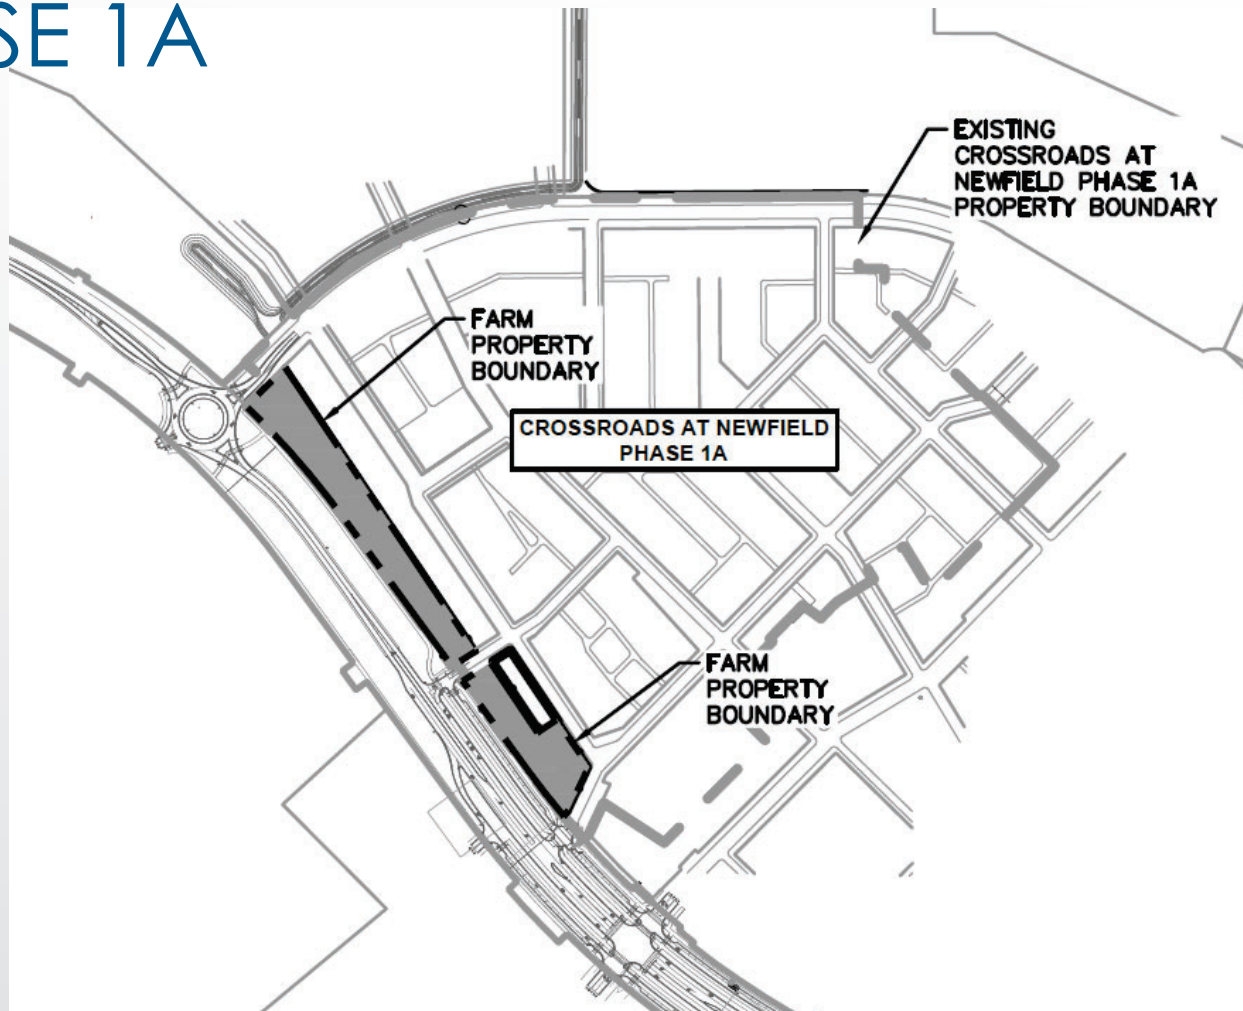 SE 1A
EXISTING
CROSSROADS AT
NEWFIELD PHASE 1A
PROPERTY BOUNDARY
FARM
PROPERTY
BOUNDARY
CROSSROADS AT NEWFIELD
PHASE 1A
FARM
PROPERTY
BOUNDARY